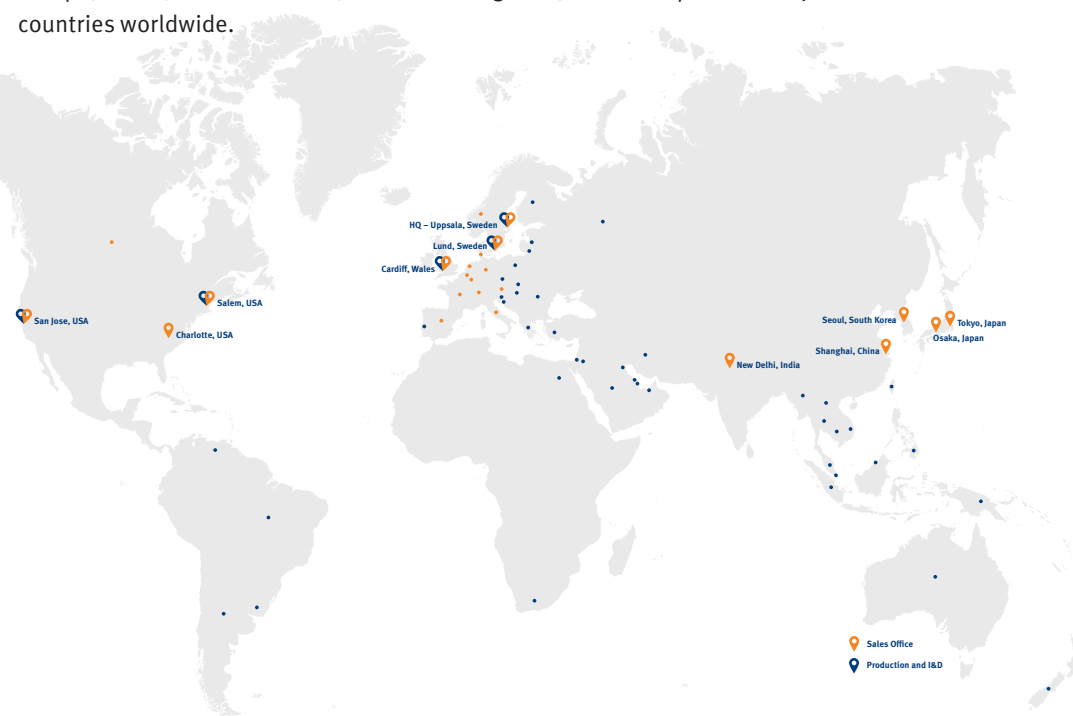 countries worldwide.
HQ – Uppsala, Sweden
Lund, Sweden
Cardiff, Wales
Salem, USA
San Jose, USA
Charlotte, USA
Seoul, South Korea
Tokyo, Japan
Osaka, Japan
Shanghai, China
New Delhi, India
Sales Office
Production and I&D